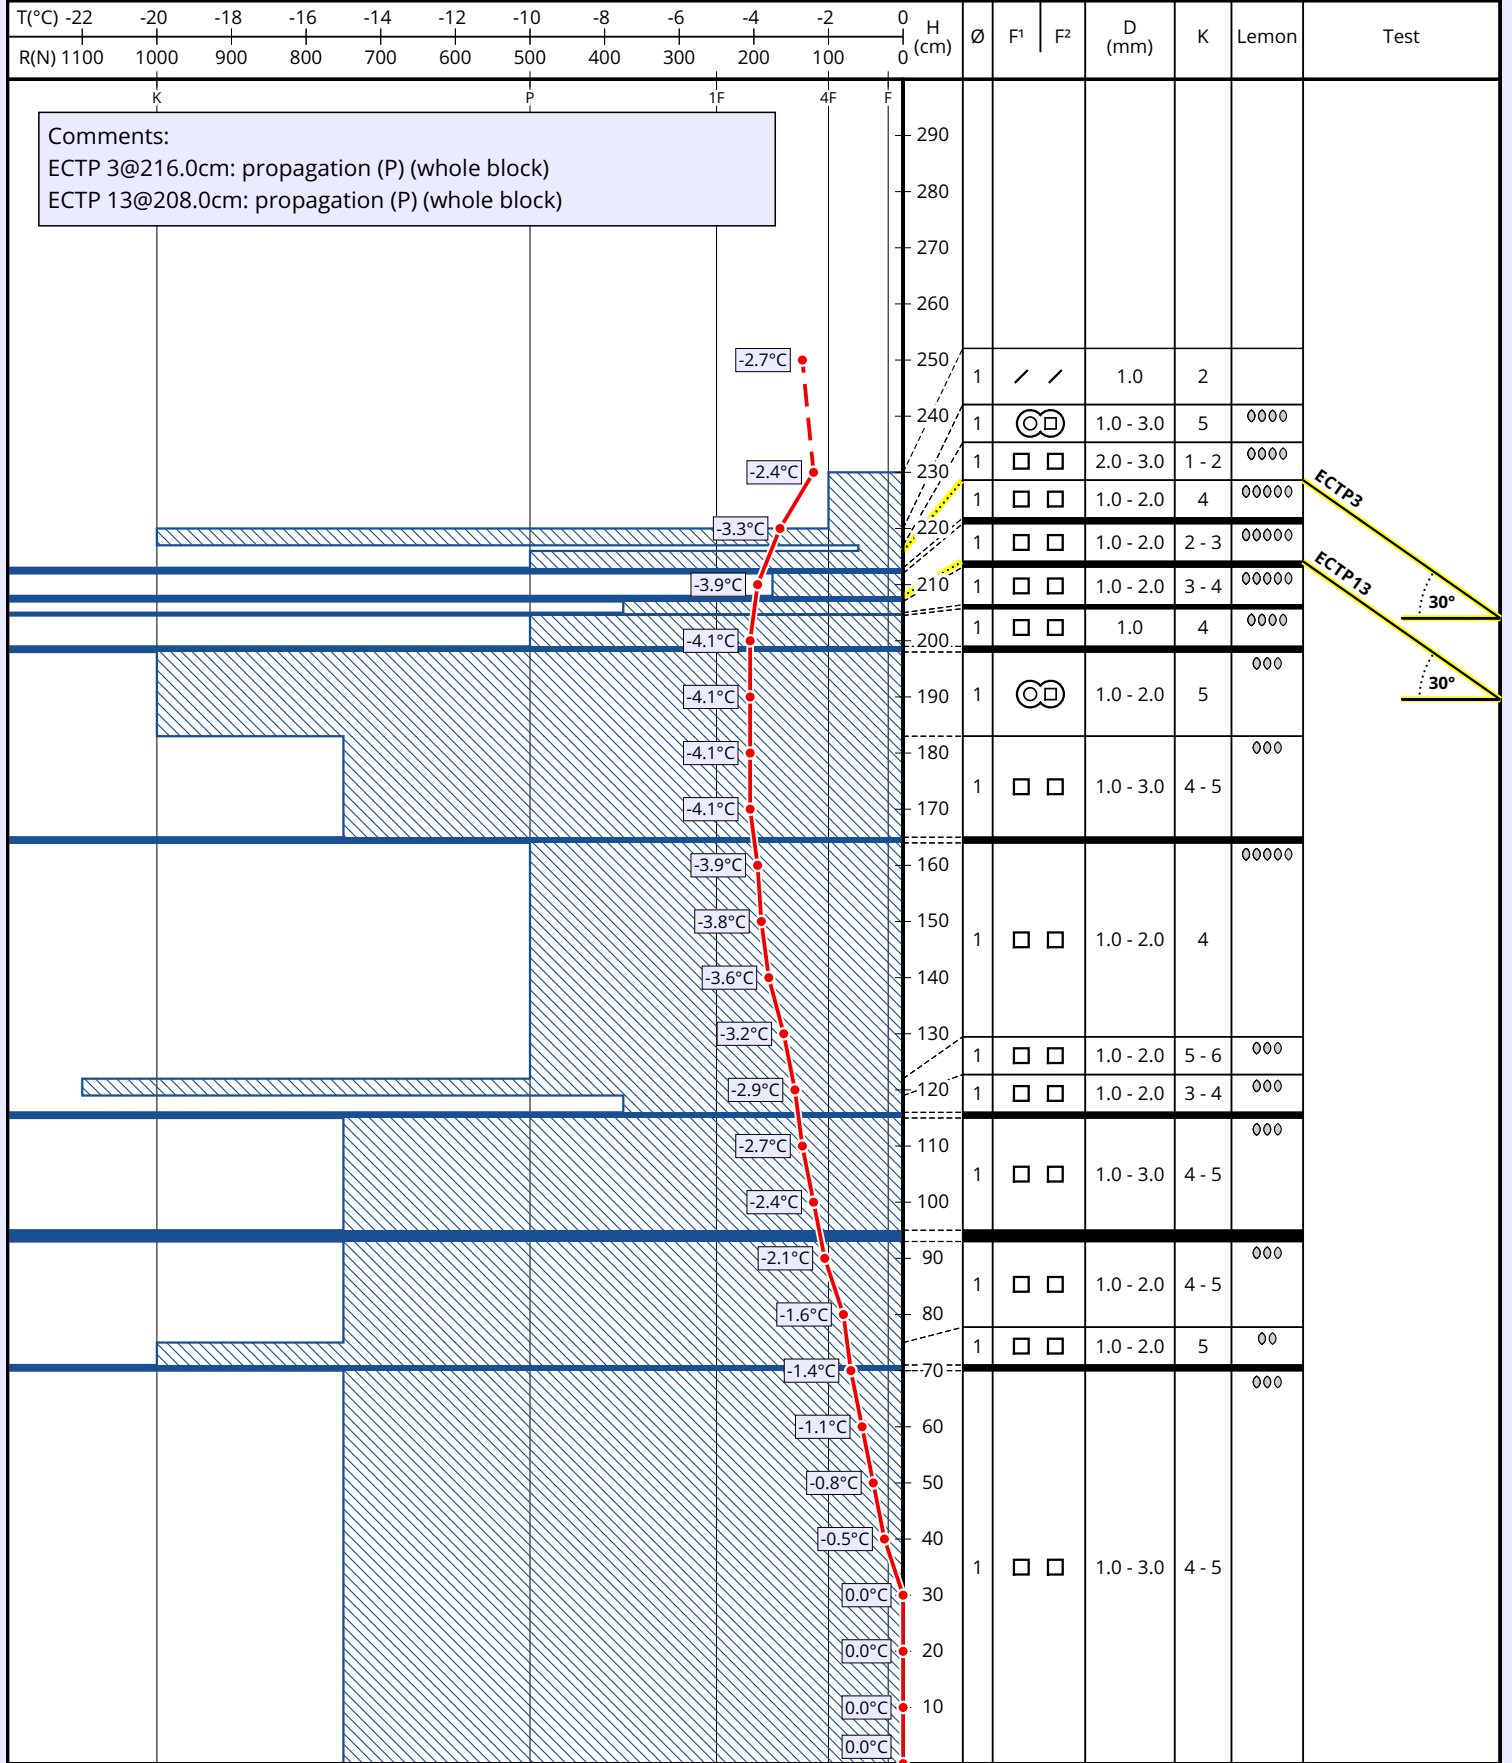 T(°C) -22 -20 -18 -16 -14 -12 -10 -8 -6 -4 -2 0
R(N) 1100 1000 900 800 700 600 500 400 300 200 100 0
H (cm) Ø F¹ F² D (mm) K Lemon Test
K P 1F 4F F
Comments:
ECTP 3@216.0cm: propagation (P) (whole block)
ECTP 13@208.0cm: propagation (P) (whole block)
290
280
270
260
-2.7°C 250
1 1.0 2
240
1 1.0 - 3.0 5
-2.4°C 230
1 2.0 - 3.0 1 - 2
ECTP3
1 1.0 - 2.0 4
-3.3°C 220
1 1.0 - 2.0 2 - 3
ECTP13
-3.9°C 210
1 1.0 - 2.0 3 - 4
30°
1 1.0 4
-4.1°C 200
30°
-4.1°C 190
1 1.0 - 2.0 5
-4.1°C 180
1 1.0 - 3.0 4 - 5
-4.1°C 170
-3.9°C 160
-3.8°C 150
1 1.0 - 2.0 4
-3.6°C 140
-3.2°C 130
1 1.0 - 2.0 5 - 6
-2.9°C 120
1 1.0 - 2.0 3 - 4
-2.7°C 110
1 1.0 - 3.0 4 - 5
-2.4°C 100
-2.1°C 90
1 1.0 - 2.0 4 - 5
-1.6°C 80
1 1.0 - 2.0 5
-1.4°C 70
-1.1°C 60
-0.8°C 50
-0.5°C 40
1 1.0 - 3.0 4 - 5
0.0°C 30
0.0°C 20
0.0°C 10
0.0°C